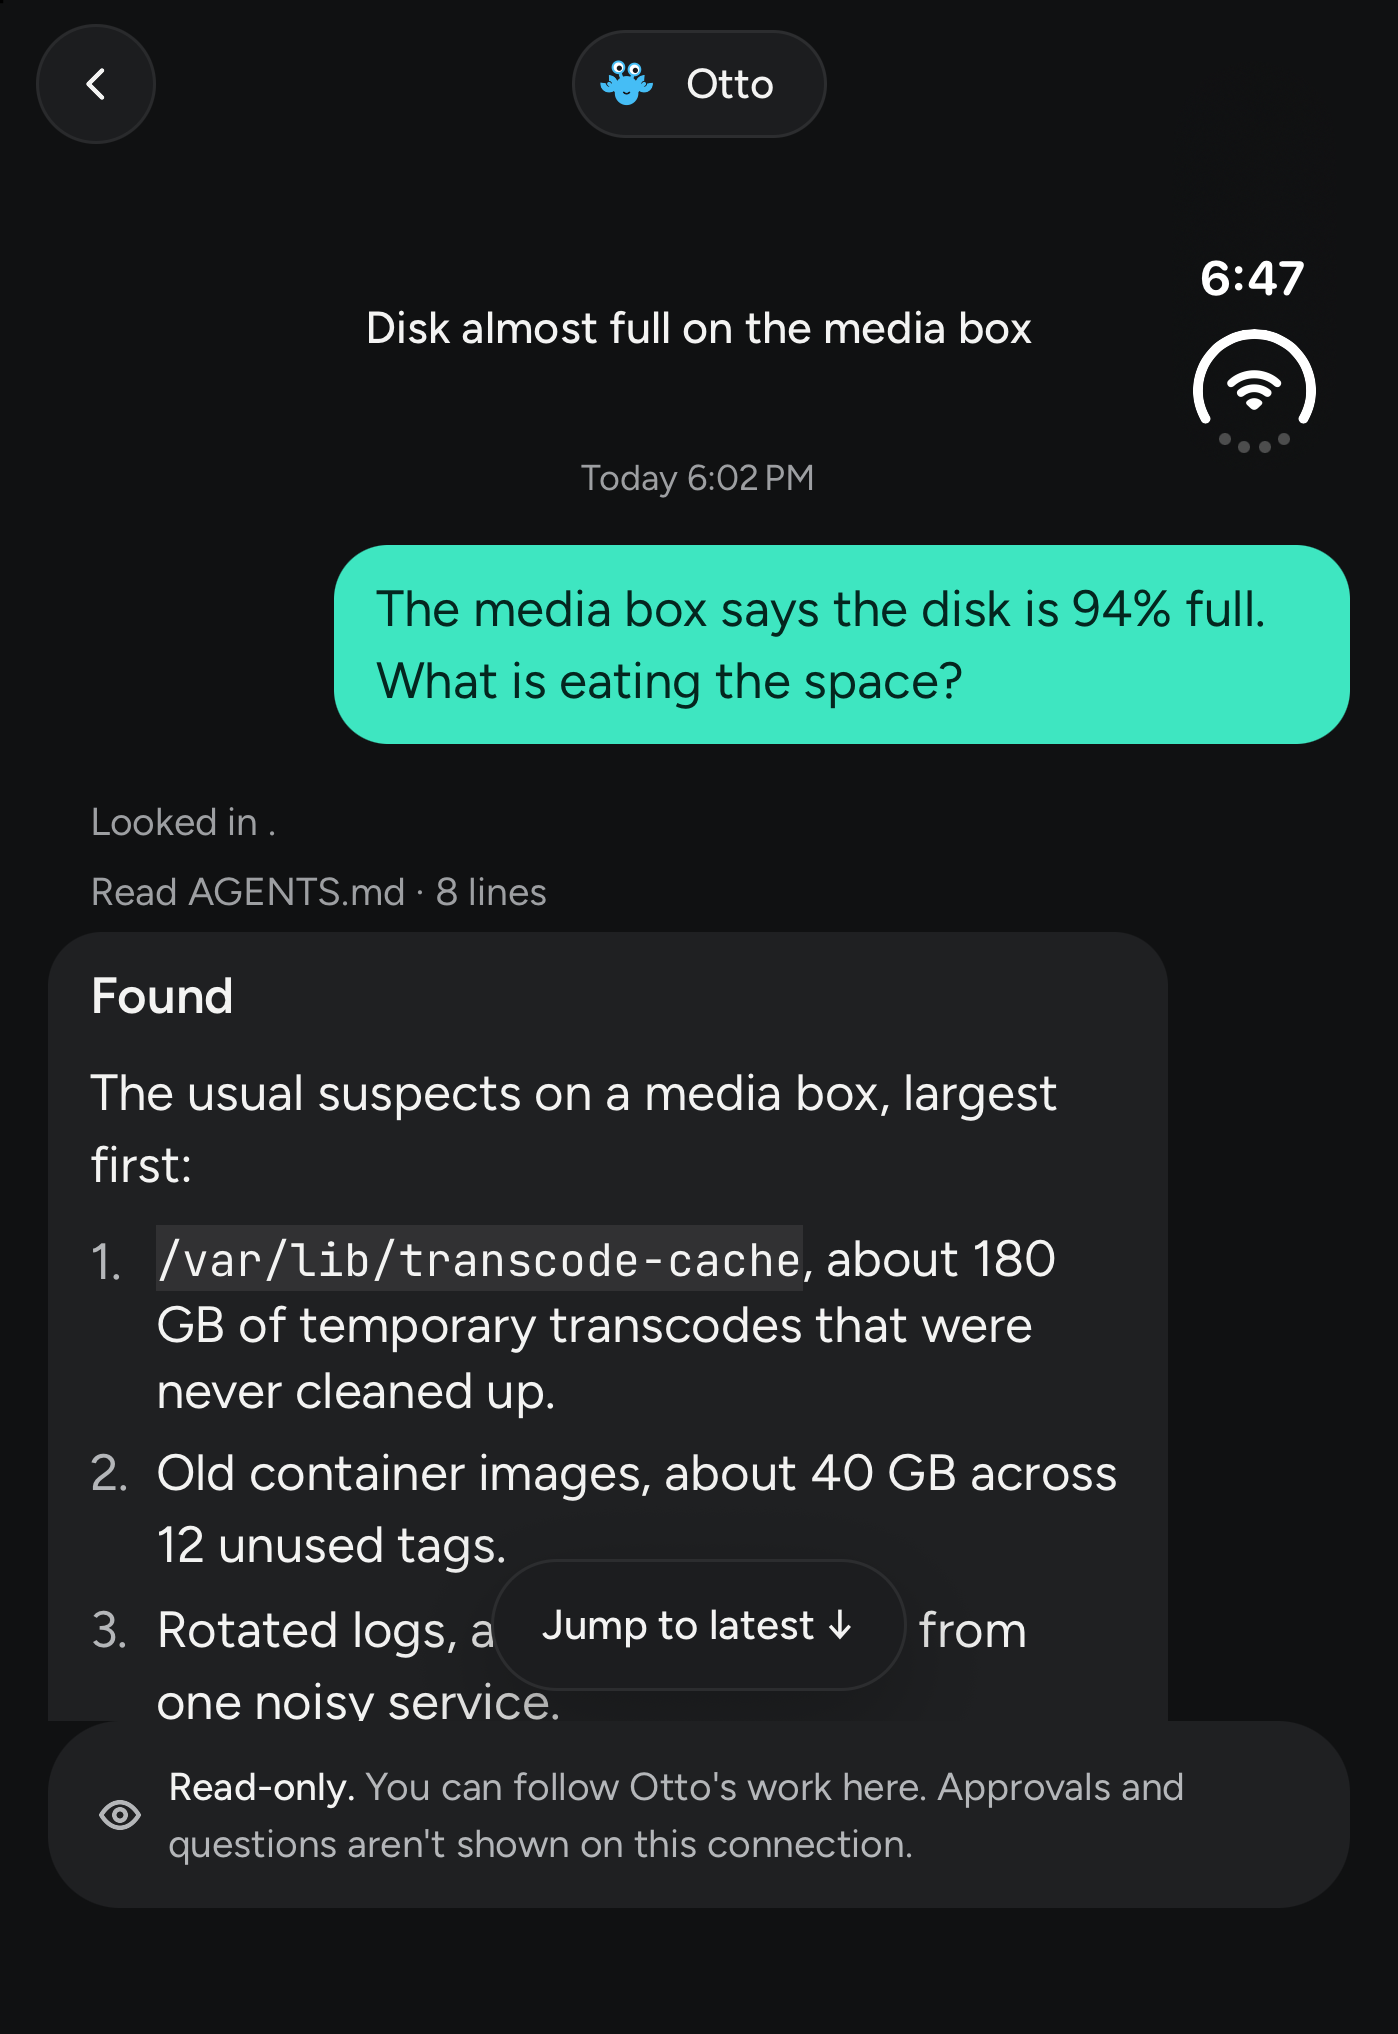 Otto
6:47
Disk almost full on the media box
Today 6:02 PM
The media box says the disk is 94% full.
What is eating the space?
Looked in .
Read AGENTS.md · 8 lines
Found
The usual suspects on a media box, largest
first:
1. /var/lib/transcode-cache, about 180
GB of temporary transcodes that were
never cleaned up.
2. Old container images, about 40 GB across
12 unused tags.
3. Rotated logs, from
one noisy service.
Jump to latest ↓
Read-only. You can follow Otto's work here. Approvals and
questions aren't shown on this connection.